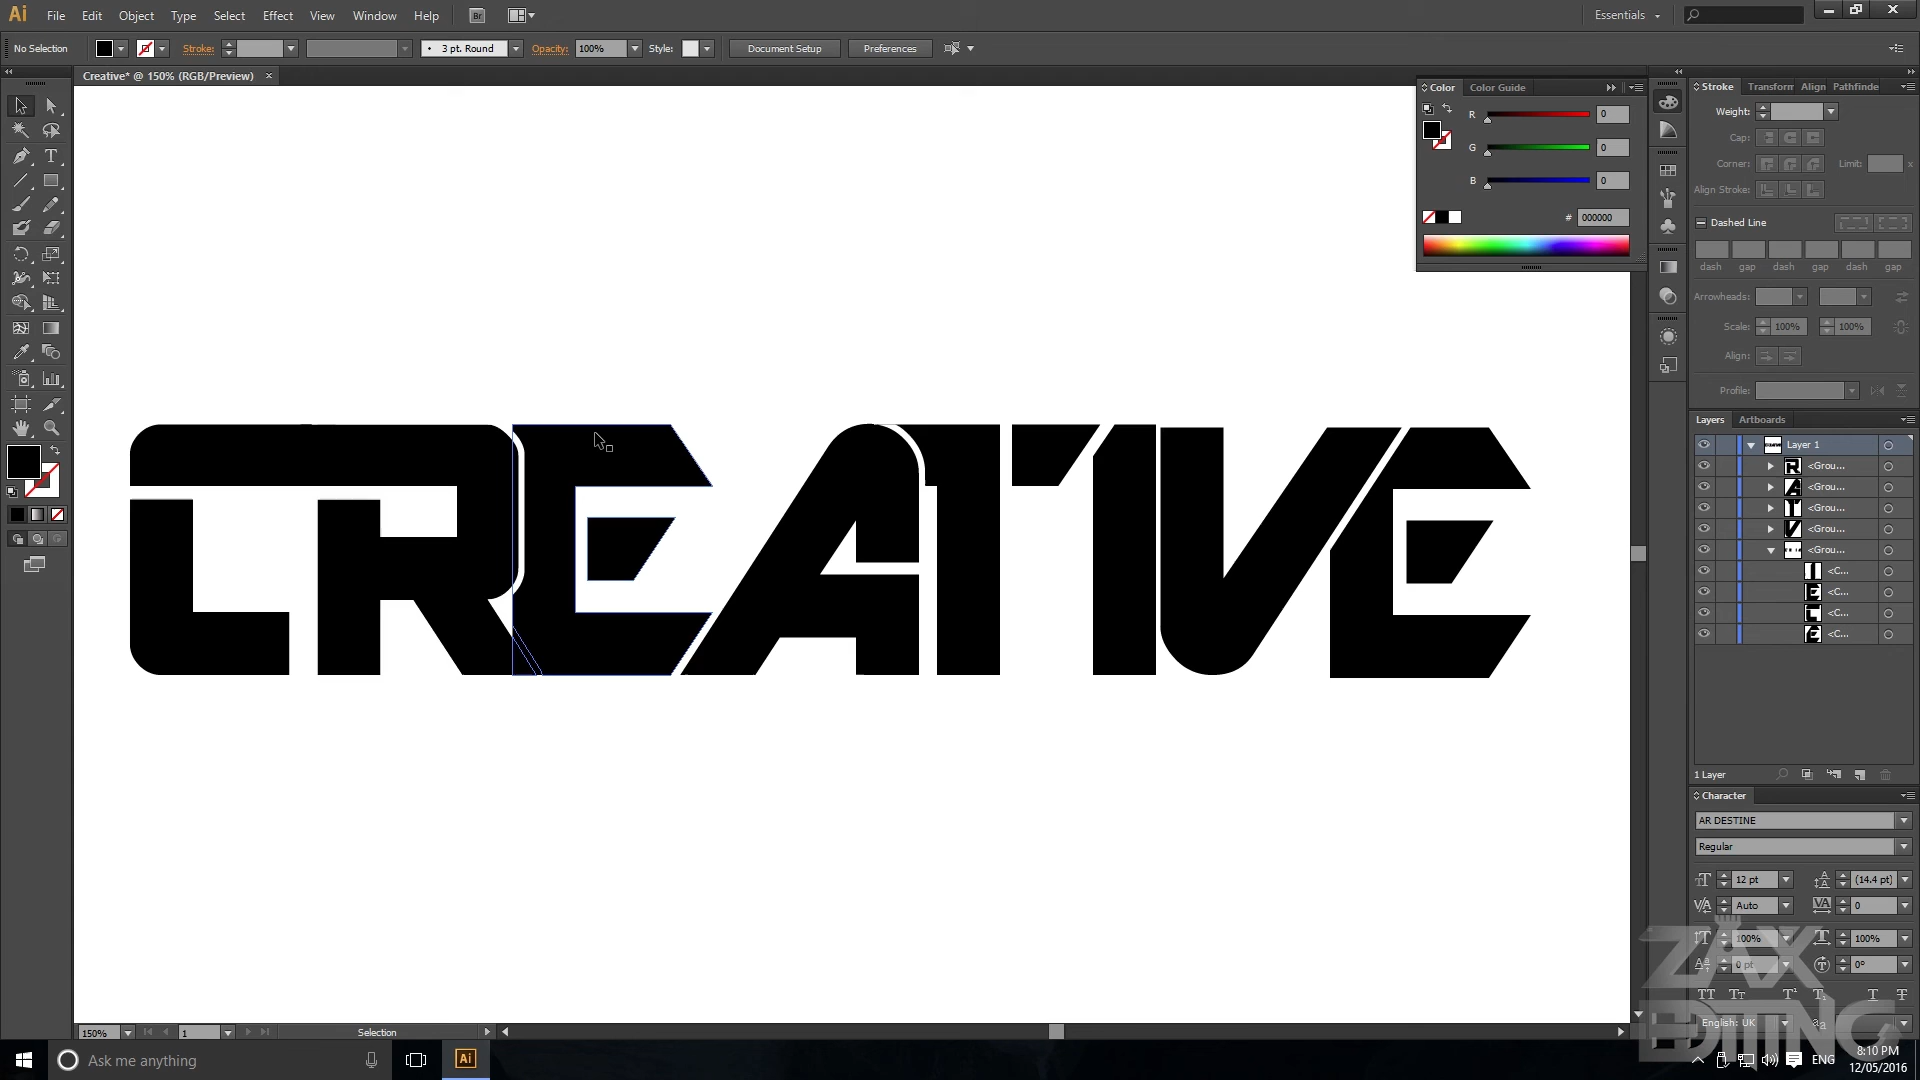 Ai File Edit Object Type Select Effect View Window Help Br Essentials
No Selection Stroke: 3 pt. Round Opacity: 100% Style: Document Setup Preferences
Creative* @ 150% (RGB/Preview) ×
Color Color Guide
R 0
G 0
B 0
# 000000
Stroke Transform Align Pathfinde
Weight:
Cap:
Corner: Limit: x
Align Stroke:
Dashed Line
dash gap dash gap dash gap
Arrowheads:
Scale: 100% 100%
Align:
Profile:
CREATIVE
Layers Artboards
Layer 1
<Grou...
<Grou...
<Grou...
<Grou...
<Grou...
<C...
<C...
<C...
<C...
1 Layer
Character
AR DESTINE
Regular
12 pt (14.4 pt)
Auto 0
100% 100%
0 pt 0°
English: UK
ZAX
EDITING
150% 1 Selection
Ask me anything Ai ENG 8:10 PM
12/05/2016